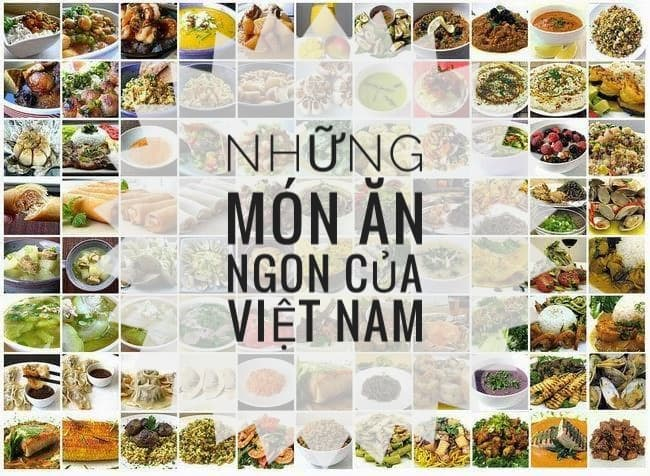 NHỮNG
MÓN ĂN
NGON CỦA
VIỆT NAM